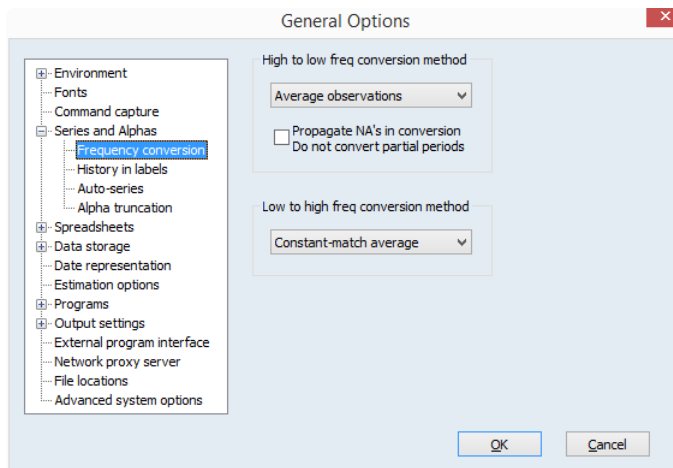 General Options
Environment
Fonts
Command capture
Series and Alphas
Frequency conversion
History in labels
Auto-series
Alpha truncation
Spreadsheets
Data storage
Date representation
Estimation options
Programs
Output settings
External program interface
Network proxy server
File locations
Advanced system options
High to low freq conversion method
Average observations
Propagate NA's in conversion
Do not convert partial periods
Low to high freq conversion method
Constant-match average
OK
Cancel